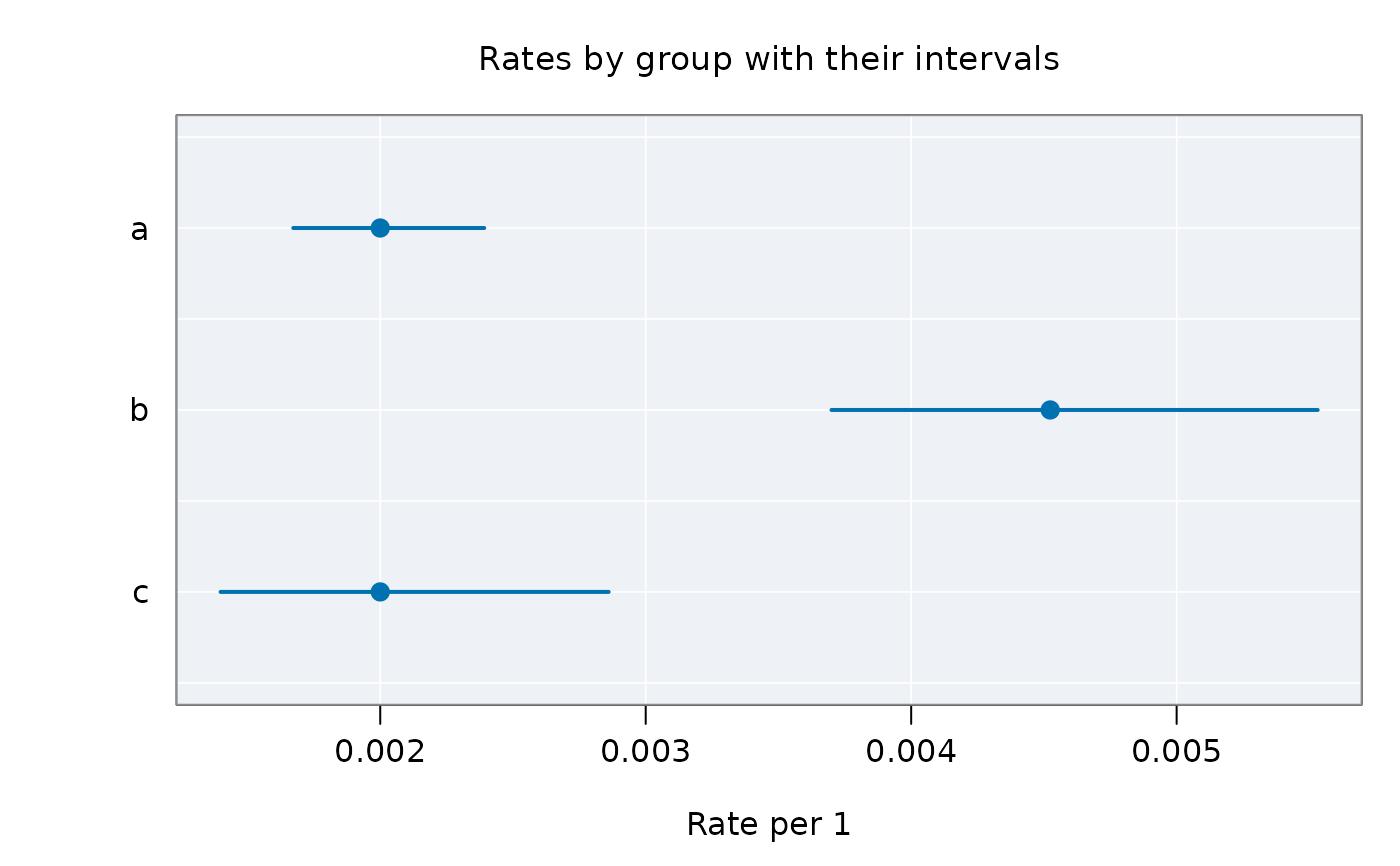 Rates by group with their intervals
a
b
c
0.002 0.003 0.004 0.005
Rate per 1